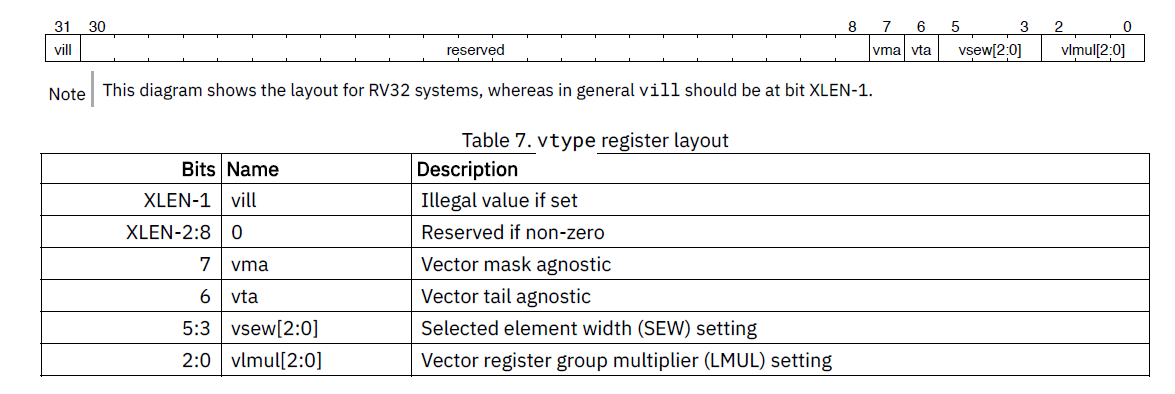 31 30 8 7 6 5 3 2 0
vill reserved vma vta vsew[2:0] vlmul[2:0]
Note This diagram shows the layout for RV32 systems, whereas in general vill should be at bit XLEN-1.
Table 7. vtype register layout
Bits Name Description
XLEN-1 vill Illegal value if set
XLEN-2:8 0 Reserved if non-zero
7 vma Vector mask agnostic
6 vta Vector tail agnostic
5:3 vsew[2:0] Selected element width (SEW) setting
2:0 vlmul[2:0] Vector register group multiplier (LMUL) setting